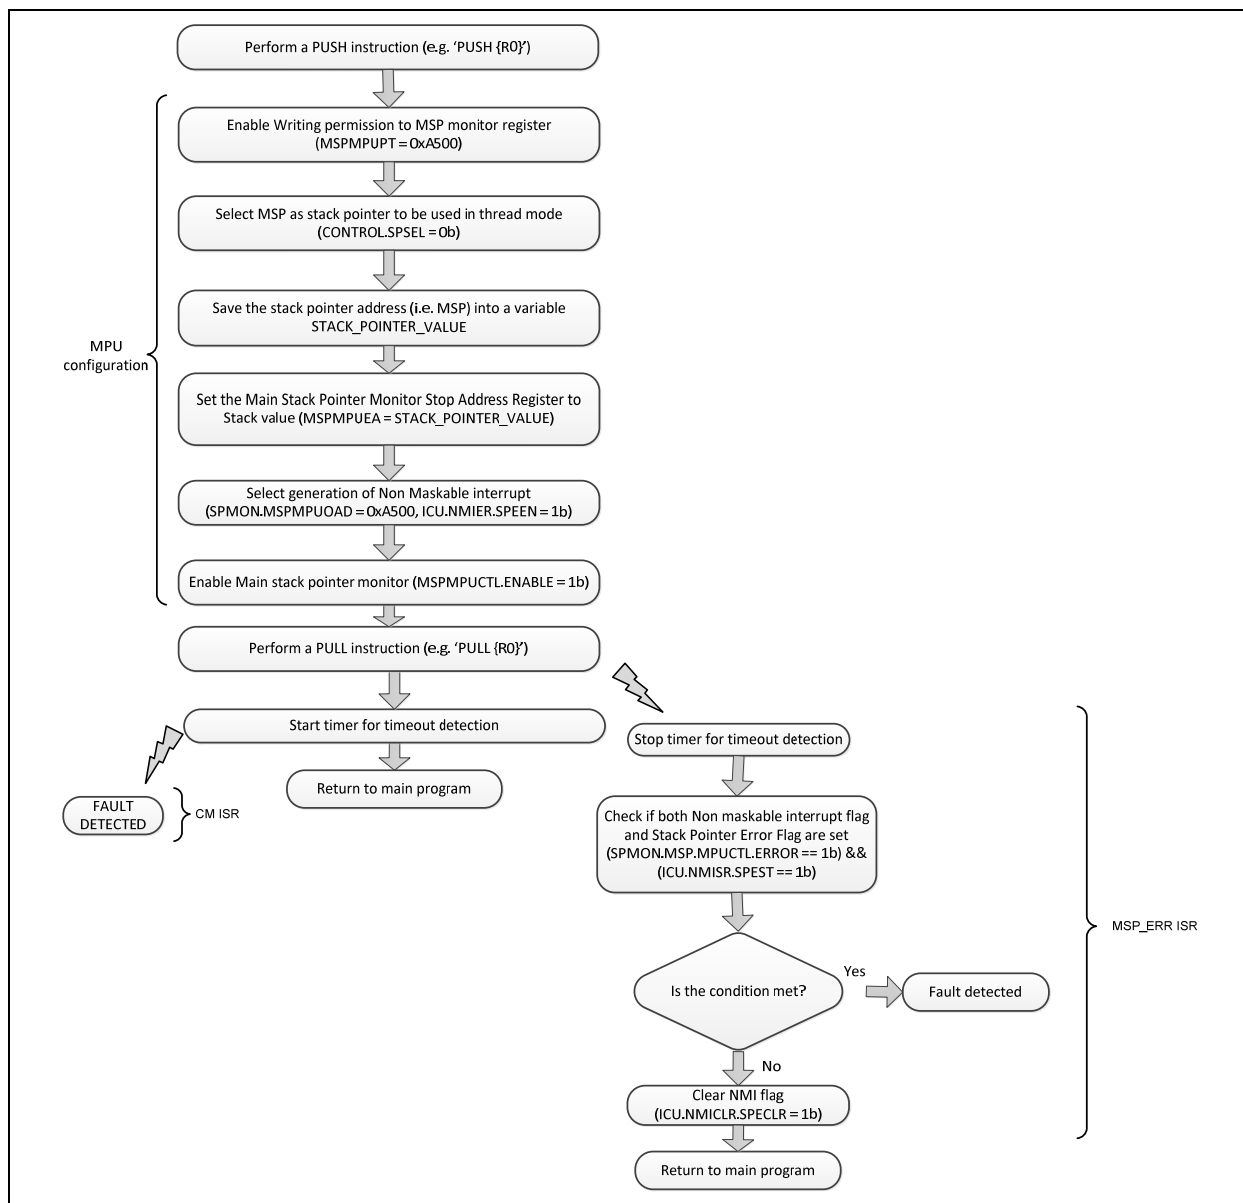 Perform a PUSH instruction (e.g. ‘PUSH {R0}’)
Enable Writing permission to MSP monitor register
(MSPMPUPT = 0xA500)
Select MSP as stack pointer to be used in thread mode
(CONTROL.SPSEL = 0b)
Save the stack pointer address (i.e. MSP) into a variable
STACK_POINTER_VALUE
MPU
configuration
Set the Main Stack Pointer Monitor Stop Address Register to
Stack value (MSPMPUEA = STACK_POINTER_VALUE)
Select generation of Non Maskable interrupt
(SPMON.MSPMPUOAD = 0xA500, ICU.NMIER.SPEEN = 1b)
Enable Main stack pointer monitor (MSPMPUCTL.ENABLE = 1b)
Perform a PULL instruction (e.g. ‘PULL {R0}’)
Start timer for timeout detection
Return to main program
FAULT
DETECTED
CM ISR
Stop timer for timeout detection
Check if both Non maskable interrupt flag
and Stack Pointer Error Flag are set
(SPMON.MSP.MPUCTL.ERROR == 1b) &&
(ICU.NMISR.SPEST == 1b)
MSP_ERR ISR
Is the condition met?
Yes
Fault detected
No
Clear NMI flag
(ICU.NMICLR.SPECLR = 1b)
Return to main program